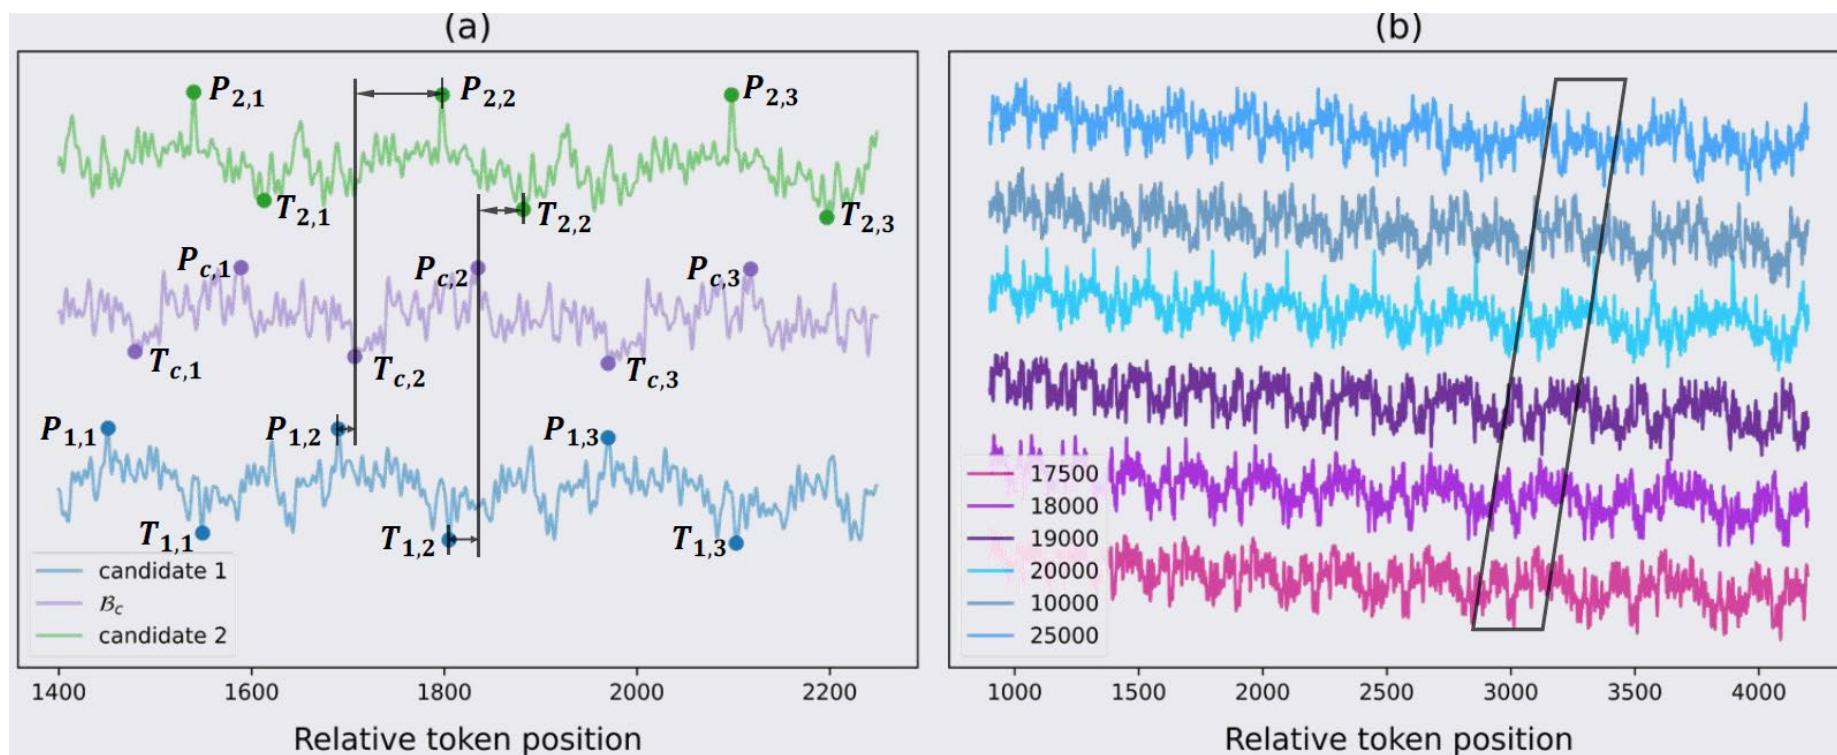 (a)
P2,1
P2,2
P2,3
T2,1
T2,2
T2,3
Pc,1
Pc,2
Pc,3
Tc,1
Tc,2
Tc,3
P1,1
P1,2
P1,3
T1,1
T1,2
T1,3
candidate 1
ℬc
candidate 2
1400 1600 1800 2000 2200
Relative token position
(b)
17500
18000
19000
20000
10000
25000
1000 1500 2000 2500 3000 3500 4000
Relative token position